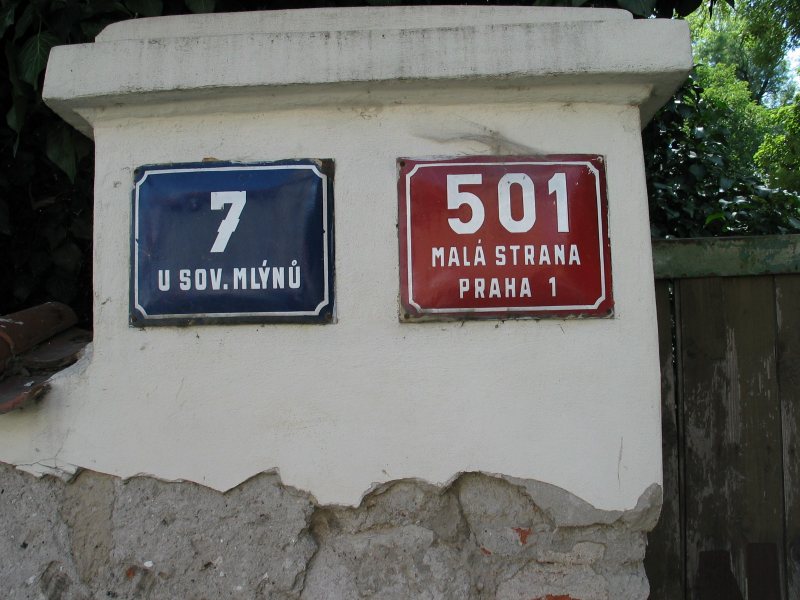 7
U SOV. MLÝNŮ
501
MALÁ STRANA
PRAHA 1